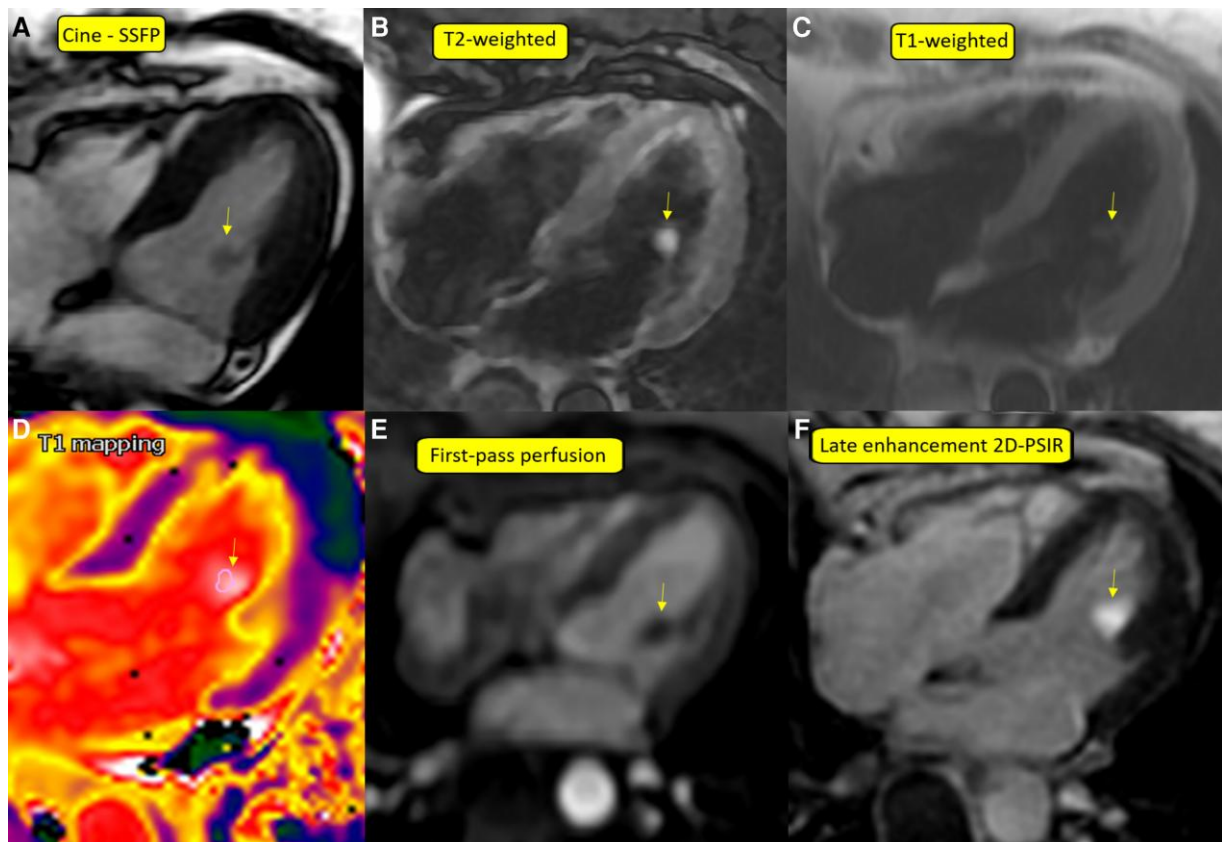 A
Cine - SSFP
B
T2-weighted
C
T1-weighted
D
T1 mapping
E
First-pass perfusion
F
Late enhancement 2D-PSIR